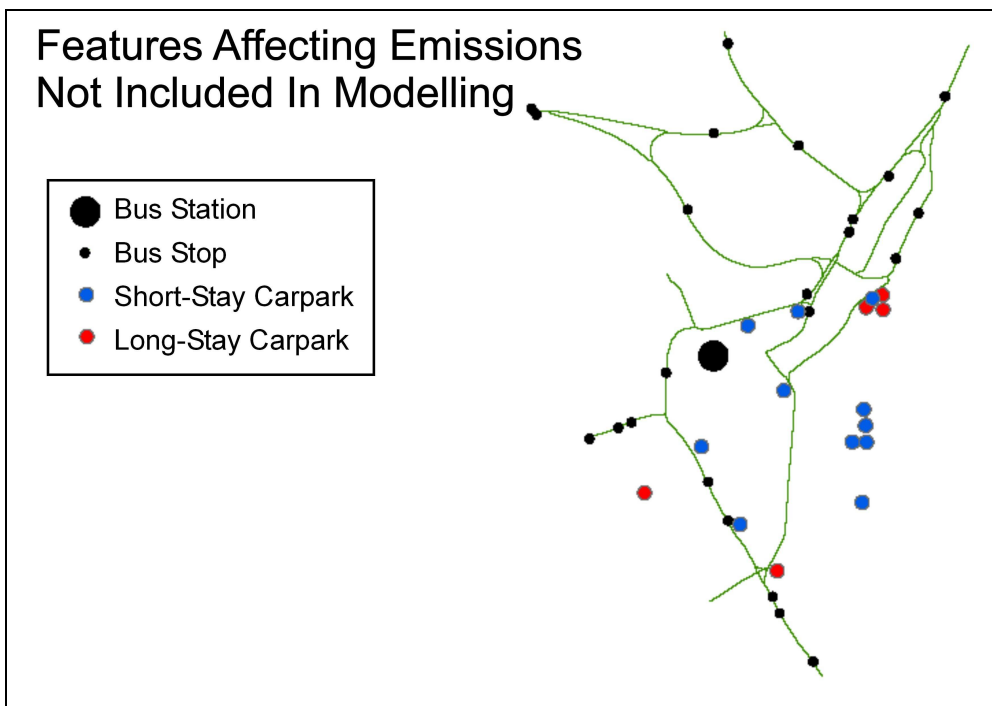 Features Affecting Emissions
Not Included In Modelling
Bus Station
Bus Stop
Short-Stay Carpark
Long-Stay Carpark